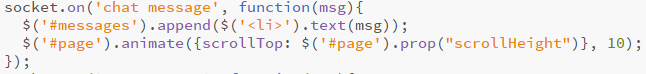 socket.on('chat message', function(msg){
$('#messages').append($('<li>').text(msg));
$('#page').animate({scrollTop: $('#page').prop("scrollHeight")}, 10);
});